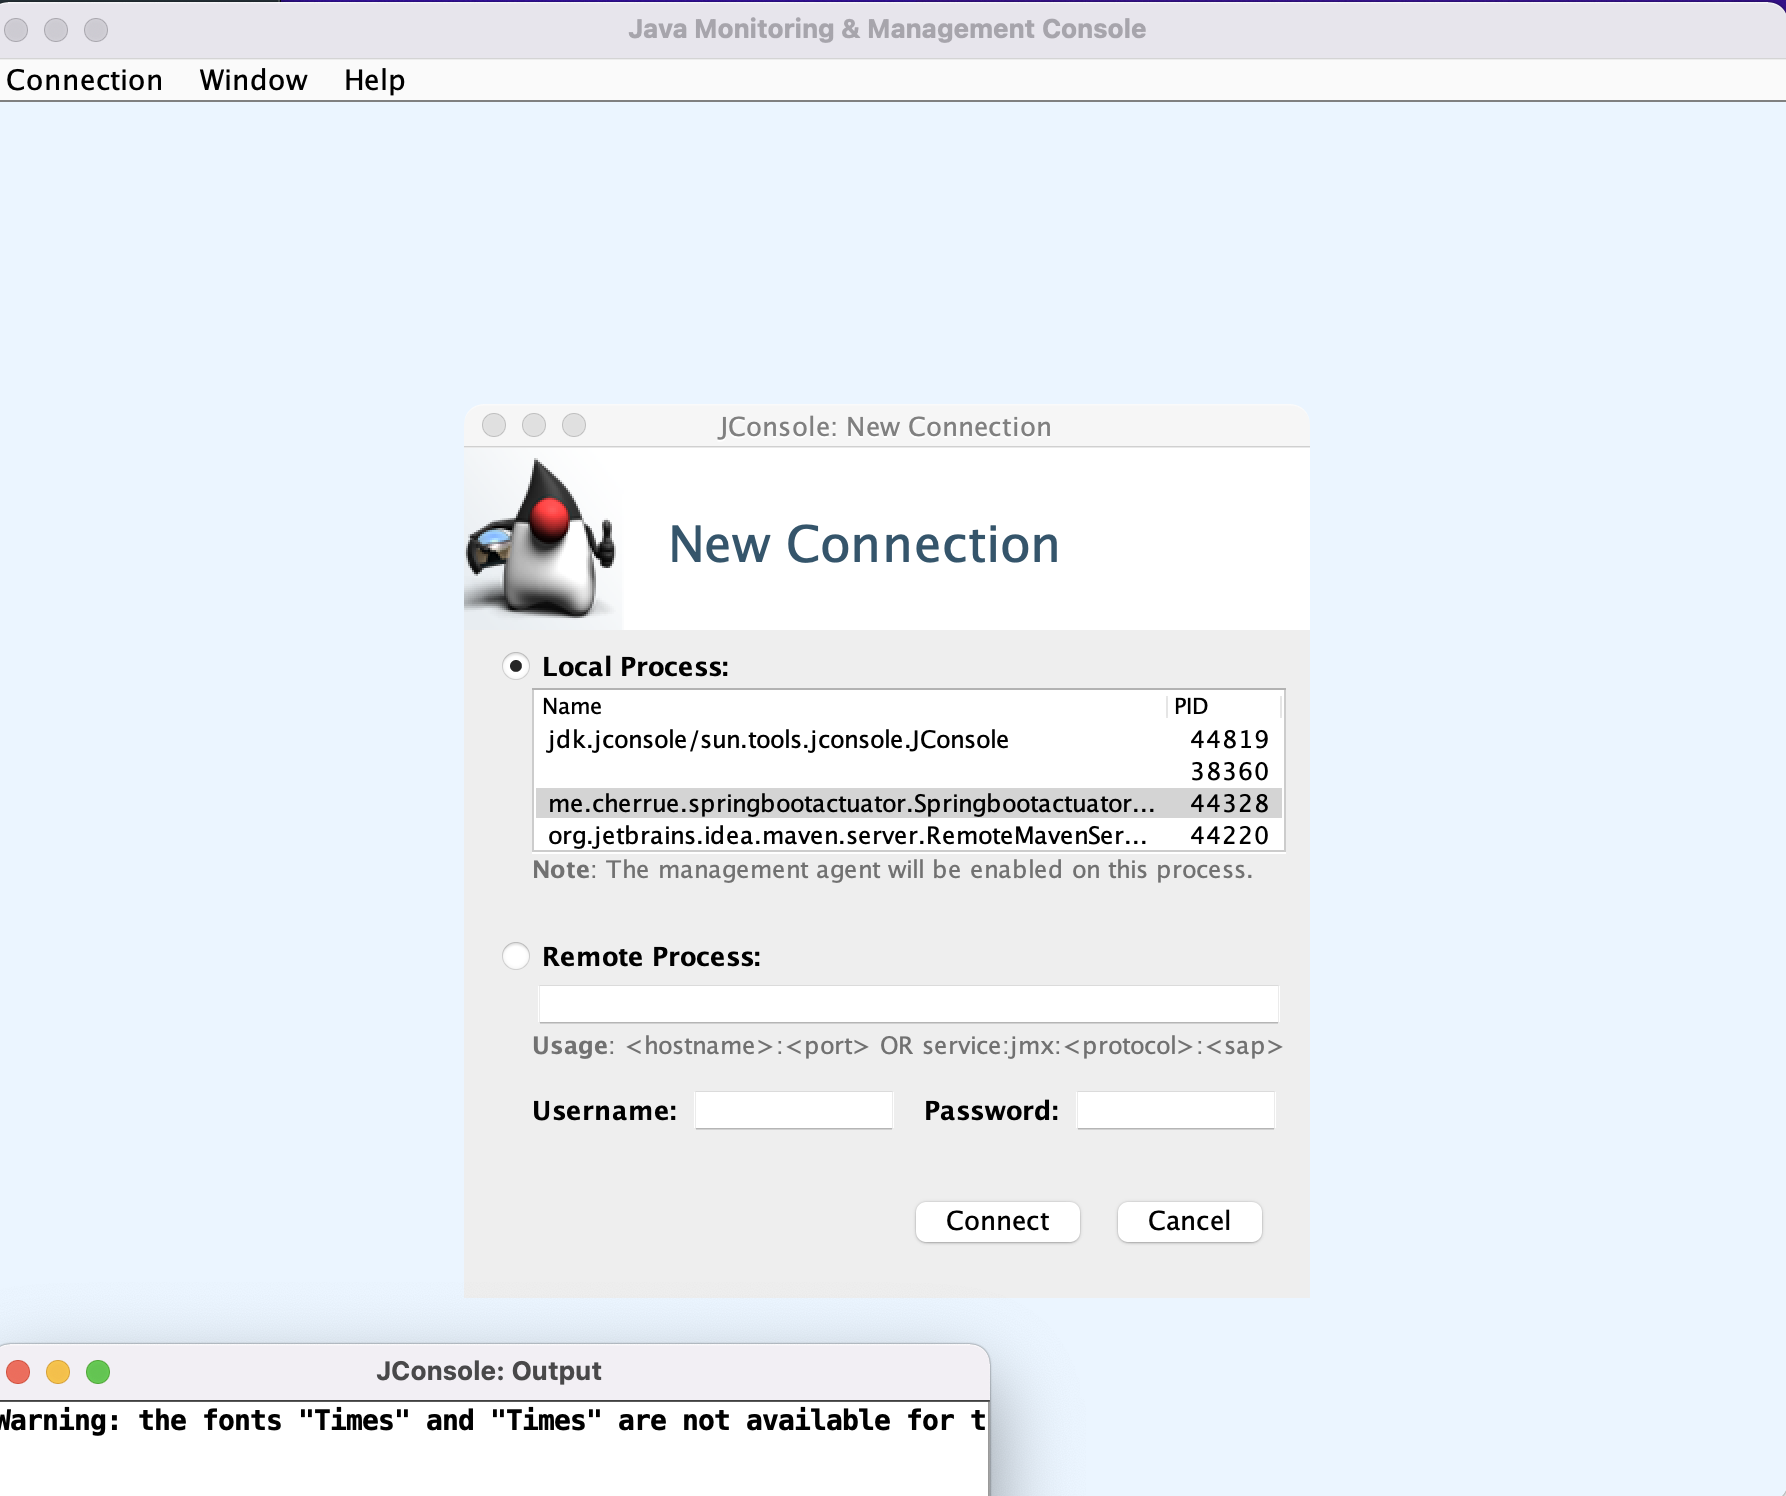 Java Monitoring & Management Console
Connection Window Help
JConsole: New Connection
New Connection
Local Process:
Name PID
jdk.jconsole/sun.tools.jconsole.JConsole 44819
38360
me.cherrue.springbootactuator.Springbootactuator... 44328
org.jetbrains.idea.maven.server.RemoteMavenSer... 44220
Note: The management agent will be enabled on this process.
Remote Process:
Usage: <hostname>:<port> OR service:jmx:<protocol>:<sap>
Username: Password:
Connect Cancel
JConsole: Output
Warning: the fonts "Times" and "Times" are not available for t